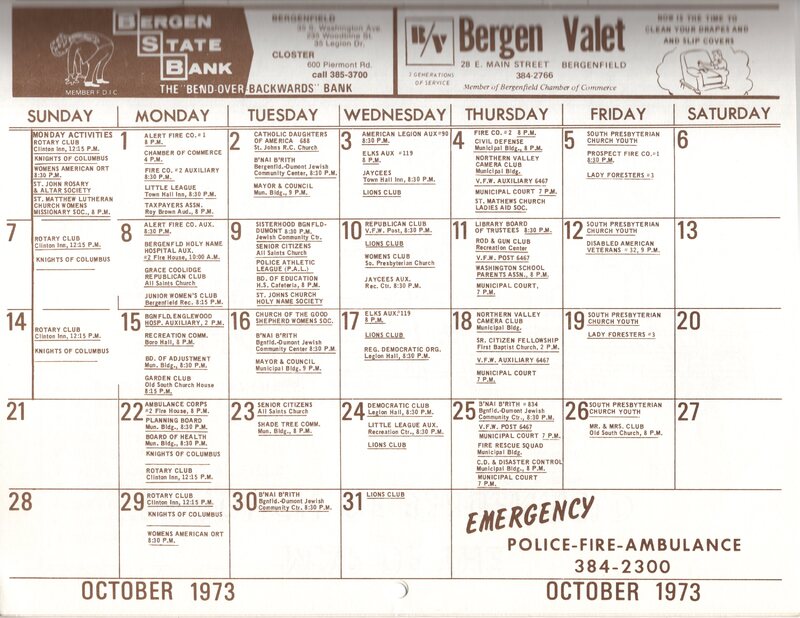 BERGEN
STATE
BANK
MEMBER F.D.I.C.
BERGENFIELD
35 S. Washington Ave.
245 Woodbine St.
35 Legion Dr.
CLOSTER
600 Piermont Rd.
call 385-3700
THE "BEND-OVER-BACKWARDS" BANK
B/V
3 GENERATIONS
OF SERVICE
Bergen Valet
28 E. MAIN STREET BERGENFIELD
384-2766
Member of Bergenfield Chamber of Commerce
NOW IS THE TIME TO
CLEAN YOUR DRAPES AND
AND SLIP COVERS
SUNDAY MONDAY TUESDAY WEDNESDAY THURSDAY FRIDAY SATURDAY
MONDAY ACTIVITIES
ROTARY CLUB
Clinton Inn, 12:15 P.M.
KNIGHTS OF COLUMBUS
WOMENS AMERICAN ORT
8:30 P.M.
ST. JOHN ROSARY
& ALTAR SOCIETY
ST. MATTHEW LUTHERAN
CHURCH WOMENS
MISSIONARY SOC., 8 P.M.
1
ALERT FIRE CO. #1
8 P.M.
CHAMBER OF COMMERCE
4 P.M.
FIRE CO. #2 AUXILIARY
8:30 P.M.
LITTLE LEAGUE
Town Hall Inn, 8:30 P.M.
TAXPAYERS ASSN.
Roy Brown Aud., 8 P.M.
2
CATHOLIC DAUGHTERS
OF AMERICA 688
St. Johns R.C. Church
B'NAI B'RITH
Bergenfld.-Dumont Jewish
Community Center, 8:30 P.M.
MAYOR & COUNCIL
Mun. Bldg., 9 P.M.
3
AMERICAN LEGION AUX #90
8:30 P.M.
ELKS AUX #119
8 P.M.
JAYCEES
Town Hall Inn, 8:30 P.M.
LIONS CLUB
4
FIRE CO. #2 8 P.M.
CIVIL DEFENSE
Municipal Bldg., 8 P.M.
NORTHERN VALLEY
CAMERA CLUB
Municipal Bldg.
V.F.W. AUXILIARY 6467
MUNICIPAL COURT 7 P.M.
ST. MATHEWS CHURCH
LADIES AID SOC.
5
SOUTH PRESBYTERIAN
CHURCH YOUTH
PROSPECT FIRE CO. #1
8:30 P.M.
LADY FORESTERS #3
6
7
ROTARY CLUB
Clinton Inn, 12:15 P.M.
KNIGHTS OF COLUMBUS
8
ALERT FIRE CO. AUX.
8:30 P.M.
BERGENFLD HOLY NAME
HOSPITAL AUX.
#2 Fire House, 10:00 A.M.
GRACE COOLIDGE
REPUBLICAN CLUB
All Saints Church
JUNIOR WOMEN'S CLUB
Bergenfield Rec. 8:15 P.M.
9
SISTERHOOD BGNFLD-
DUMONT 8:30 P.M.
Jewish Community Ctr.
SENIOR CITIZENS
All Saints Church
POLICE ATHLETIC
LEAGUE (P.A.L.)
BD. OF EDUCATION
H.S. Cafeteria, 8 P.M.
ST. JOHNS CHURCH
HOLY NAME SOCIETY
10
REPUBLICAN CLUB
V.F.W. Post, 8:30 P.M.
LIONS CLUB
WOMENS CLUB
So. Presbyterian Church
JAYCEES AUX.
Rec. Ctr. 8:30 P.M.
11
LIBRARY BOARD
OF TRUSTEES 8:30 P.M.
ROD & GUN CLUB
Recreation Center
V.F.W. POST 6467
WASHINGTON SCHOOL
PARENTS ASSN., 8 P.M.
MUNICIPAL COURT,
7 P.M.
12
SOUTH PRESBYTERIAN
CHURCH YOUTH
DISABLED AMERICAN
VETERANS #32, 9 P.M.
13
14
ROTARY CLUB
Clinton Inn, 12:15 P.M.
KNIGHTS OF COLUMBUS
15
BGNFLD.ENGLEWOOD
HOSP. AUXILIARY, 2 P.M.
RECREATION COMM.
Boro Hall, 8 P.M.
BD. OF ADJUSTMENT
Mun. Bldg., 8:30 P.M.
GARDEN CLUB
Old South Church House
8:15 P.M.
16
CHURCH OF THE GOOD
SHEPHERD WOMENS SOC.
B'NAI B'RITH
Bgnfld.-Dumont Jewish
Community Center 8:30 P.M.
MAYOR & COUNCIL
Municipal Bldg. 9 P.M.
17
ELKS AUX. #119
8 P.M.
LIONS CLUB
REG. DEMOCRATIC ORG.
Legion Hall, 8:30 P.M.
18
NORTHERN VALLEY
CAMERA CLUB
Municipal Bldg.
SR. CITIZEN FELLOWSHIP
First Baptist Church, 2 P.M.
V.F.W. AUXILIARY 6467
MUNICIPAL COURT
7 P.M.
19
SOUTH PRESBYTERIAN
CHURCH YOUTH
LADY FORESTERS #3
20
21
22
AMBULANCE CORPS
#2 Fire House, 8 P.M.
PLANNING BOARD
Mun. Bldg., 8:30 P.M.
BOARD OF HEALTH
Mun. Bldg., 8:30 P.M.
KNIGHTS OF COLUMBUS
ROTARY CLUB
Clinton Inn, 12:15 P.M.
23
SENIOR CITIZENS
All Saints Church
SHADE TREE COMM.
Mun. Bldg., 8 P.M.
24
DEMOCRATIC CLUB
Legion Hall, 8:30 P.M.
LITTLE LEAGUE AUX.
Recreation Ctr., 8:30 P.M.
LIONS CLUB
25
B'NAI B'RITH #834
Bgnfld-Dumont Jewish
Community Ctr., 8:30 P.M.
V.F.W. POST 6467
MUNICIPAL COURT 7 P.M.
FIRE RESCUE SQUAD
Municipal Bldg.
C.D. & DISASTER CONTROL
Municipal Bldg., 8 P.M.
MUNICIPAL COURT
7 P.M.
26
SOUTH PRESBYTERIAN
CHURCH YOUTH
MR. & MRS. CLUB
Old South Church, 8 P.M.
27
28
29
ROTARY CLUB
Clinton Inn, 12:15 P.M.
KNIGHTS OF COLUMBUS
WOMENS AMERICAN ORT
8:30 P.M.
30
B'NAI B'RITH
Bgnfld.-Dumont Jewish
Community Ctr. 8:30 P.M.
31
LIONS CLUB
EMERGENCY
POLICE-FIRE-AMBULANCE
384-2300
OCTOBER 1973 OCTOBER 1973